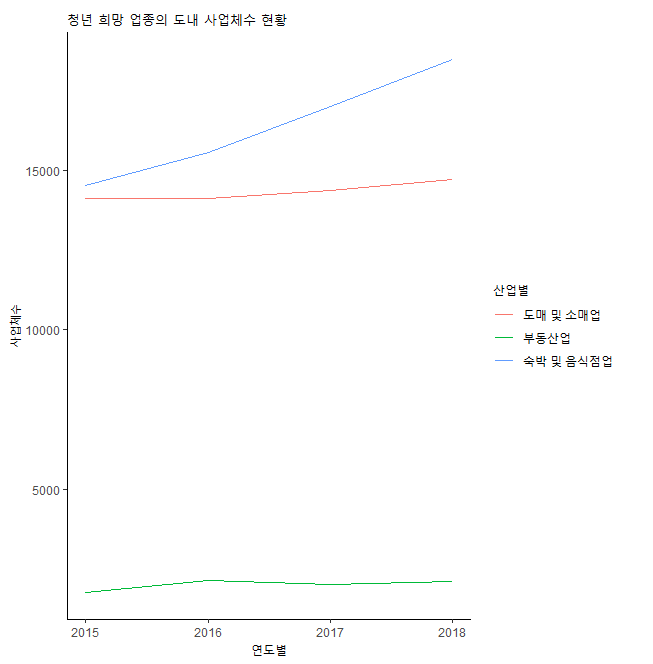 청년 희망 업종의 도내 사업체수 현황
15000
10000
5000
사업체수
2015 2016 2017 2018
연도별
산업별
도매 및 소매업
부동산업
숙박 및 음식점업